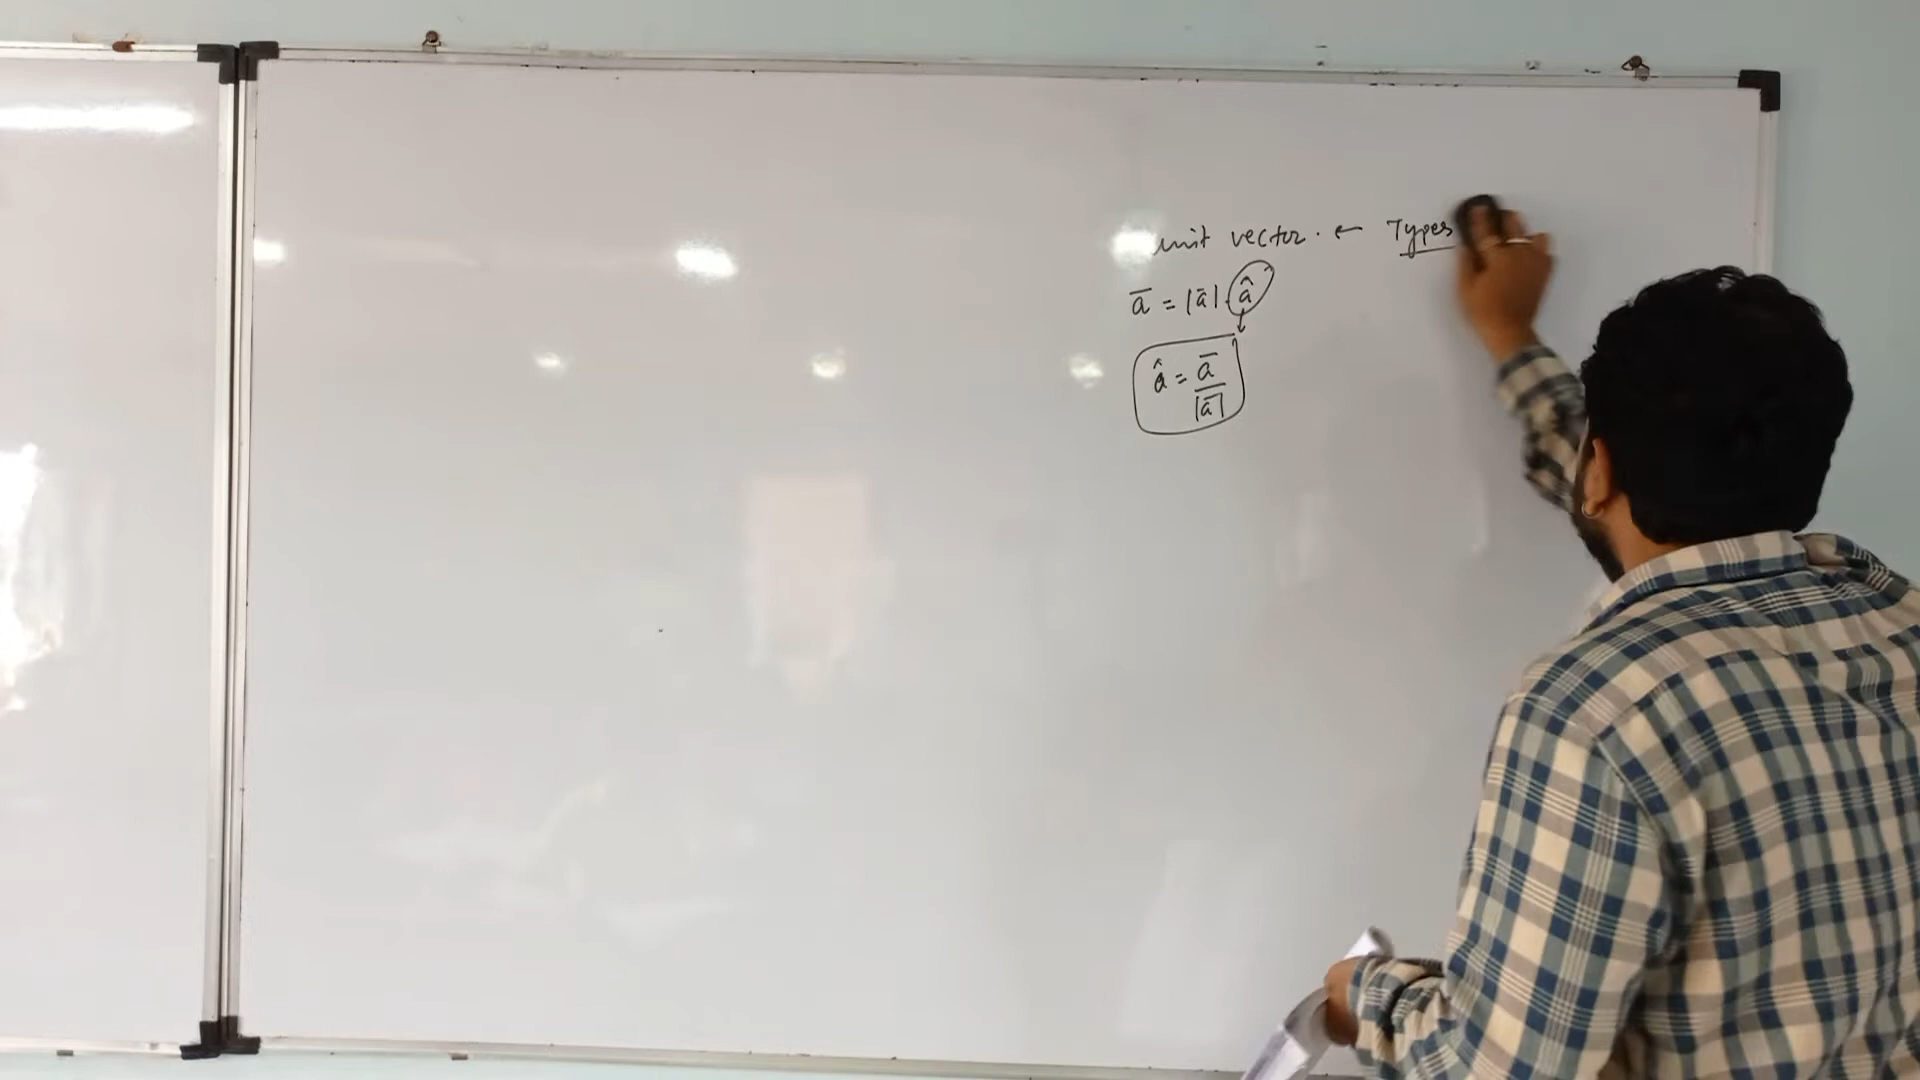 unit vector. ← Types
a̅ = |a̅| . â
â = a̅ / |a̅|